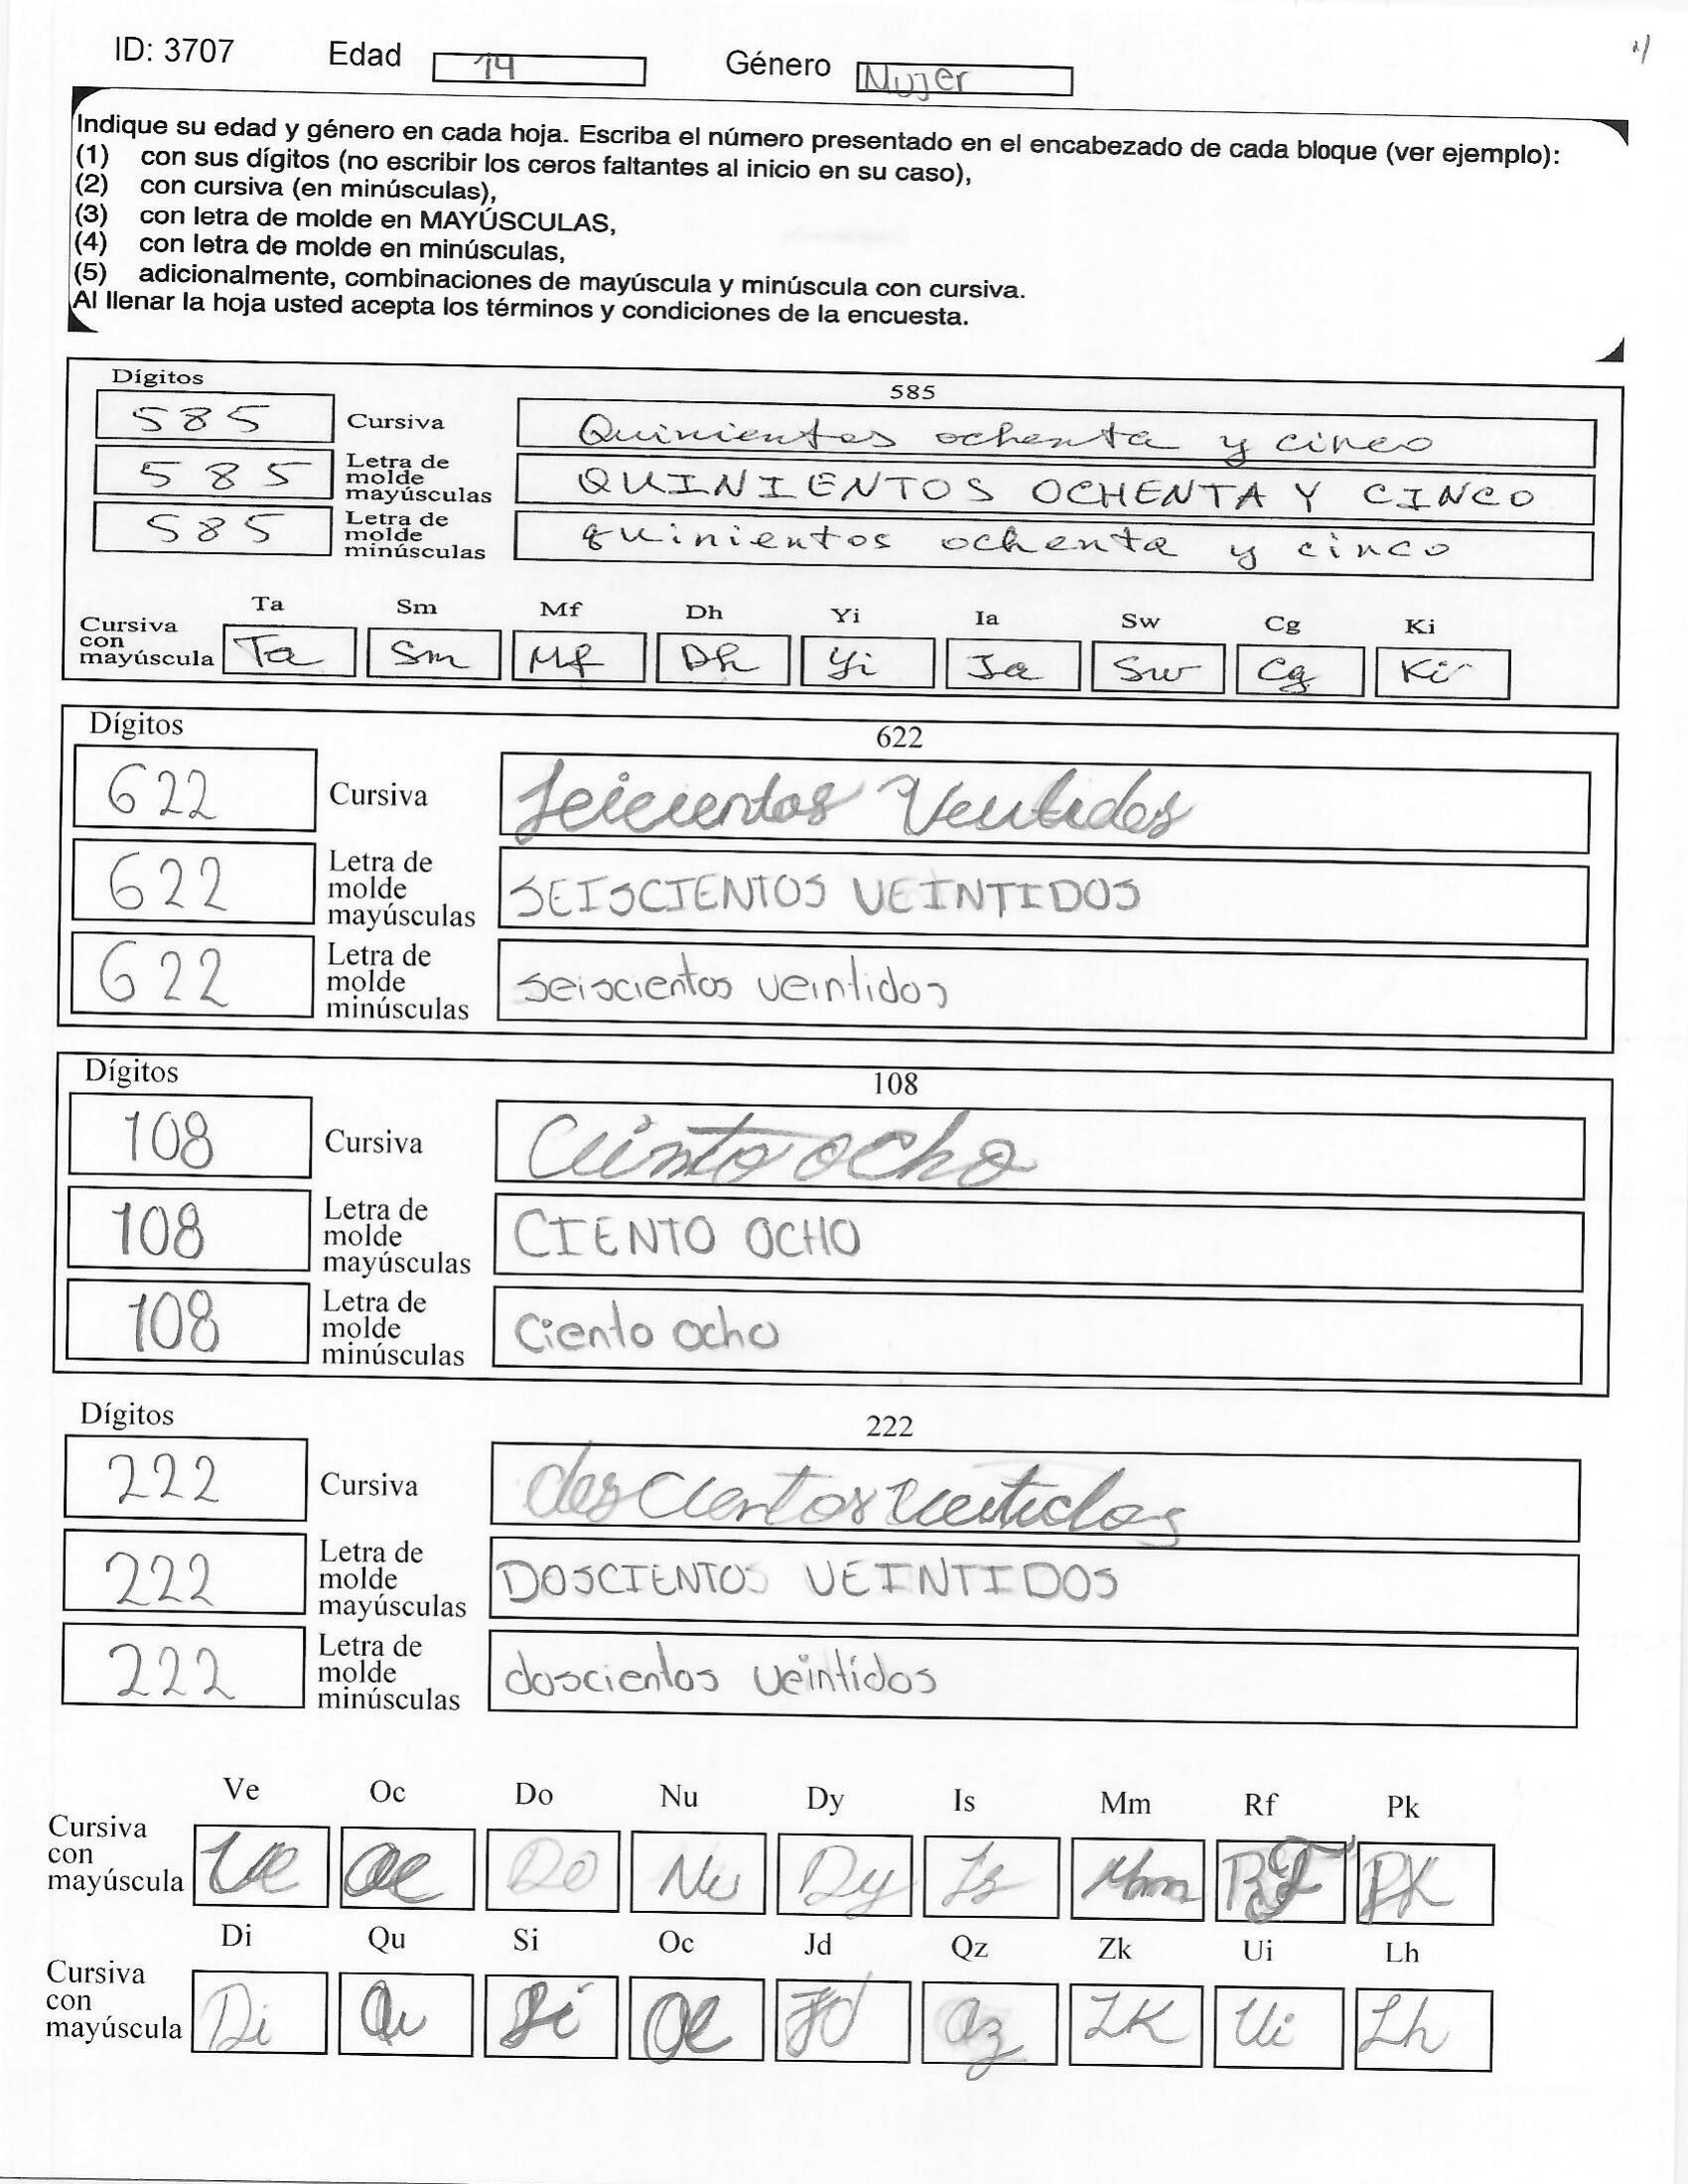 ID: 3707 Edad 14 Género Mujer
Indique su edad y género en cada hoja. Escriba el número presentado en el encabezado de cada bloque (ver ejemplo):
(1) con sus dígitos (no escribir los ceros faltantes al inicio en su caso),
(2) con cursiva (en minúsculas),
(3) con letra de molde en MAYÚSCULAS,
(4) con letra de molde en minúsculas,
(5) adicionalmente, combinaciones de mayúscula y minúscula con cursiva.
Al llenar la hoja usted acepta los términos y condiciones de la encuesta.
Dígitos 585
585 Cursiva Quinientos ochenta y cinco
585 Letra de molde mayúsculas QUINIENTOS OCHENTA Y CINCO
585 Letra de molde minúsculas quinientos ochenta y cinco
Ta Sm Mf Dh Yi Ia Sw Cg Ki
Cursiva con mayúscula Ta Sm Mf Dh Yi Ia Sw Cg Ki
Dígitos 622
622 Cursiva seicientos Ventidos
622 Letra de molde mayúsculas SEISCIENTOS VEINTIDOS
622 Letra de molde minúsculas seiscientos veintidos
Dígitos 108
108 Cursiva Ciento ocho
108 Letra de molde mayúsculas CIENTO OCHO
108 Letra de molde minúsculas Ciento ocho
Dígitos 222
222 Cursiva doscientos veintidos
222 Letra de molde mayúsculas DOSCIENTOS VEINTIDOS
222 Letra de molde minúsculas doscientos veintidos
Ve Oc Do Nu Dy Is Mm Rf Pk
Cursiva con mayúscula Ve Oc Do Nu Dy Is Mm Rf Pk
Di Qu Si Oc Jd Qz Zk Ui Lh
Cursiva con mayúscula Di Qu Si Oc Jd Qz Zk Ui Lh